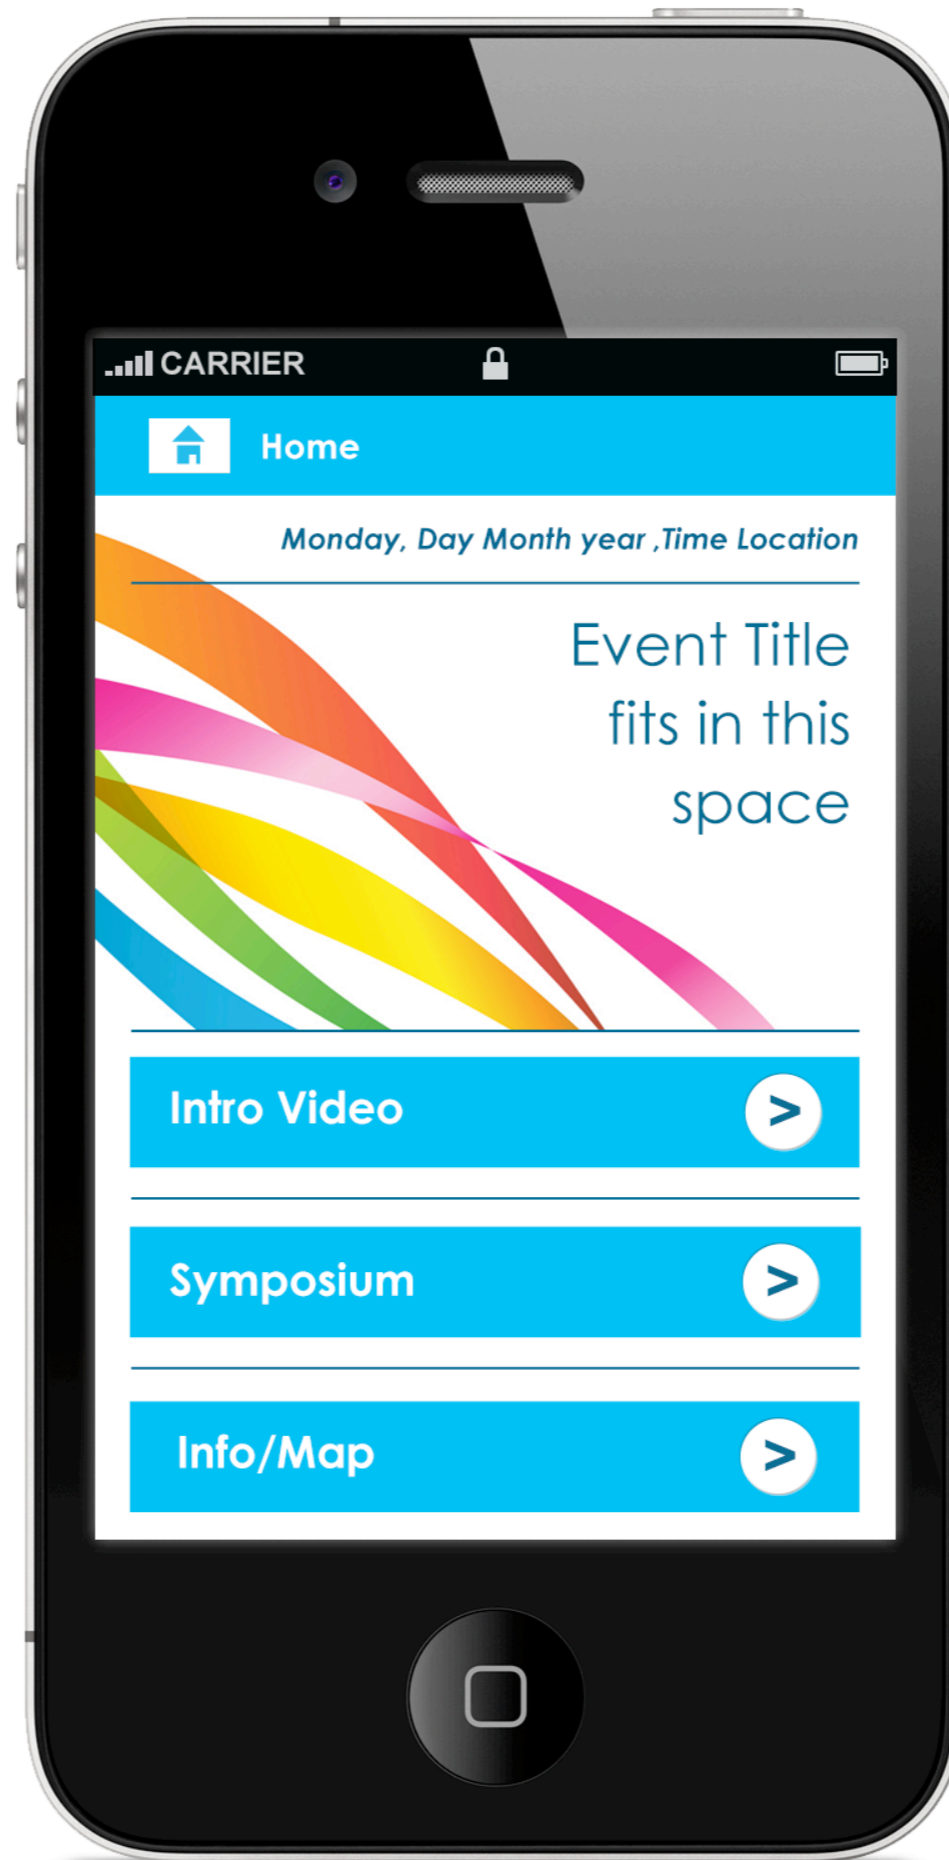 CARRIER
Home
Monday, Day Month year ,Time Location
Event Title
fits in this
space
Intro Video >
Symposium >
Info/Map >